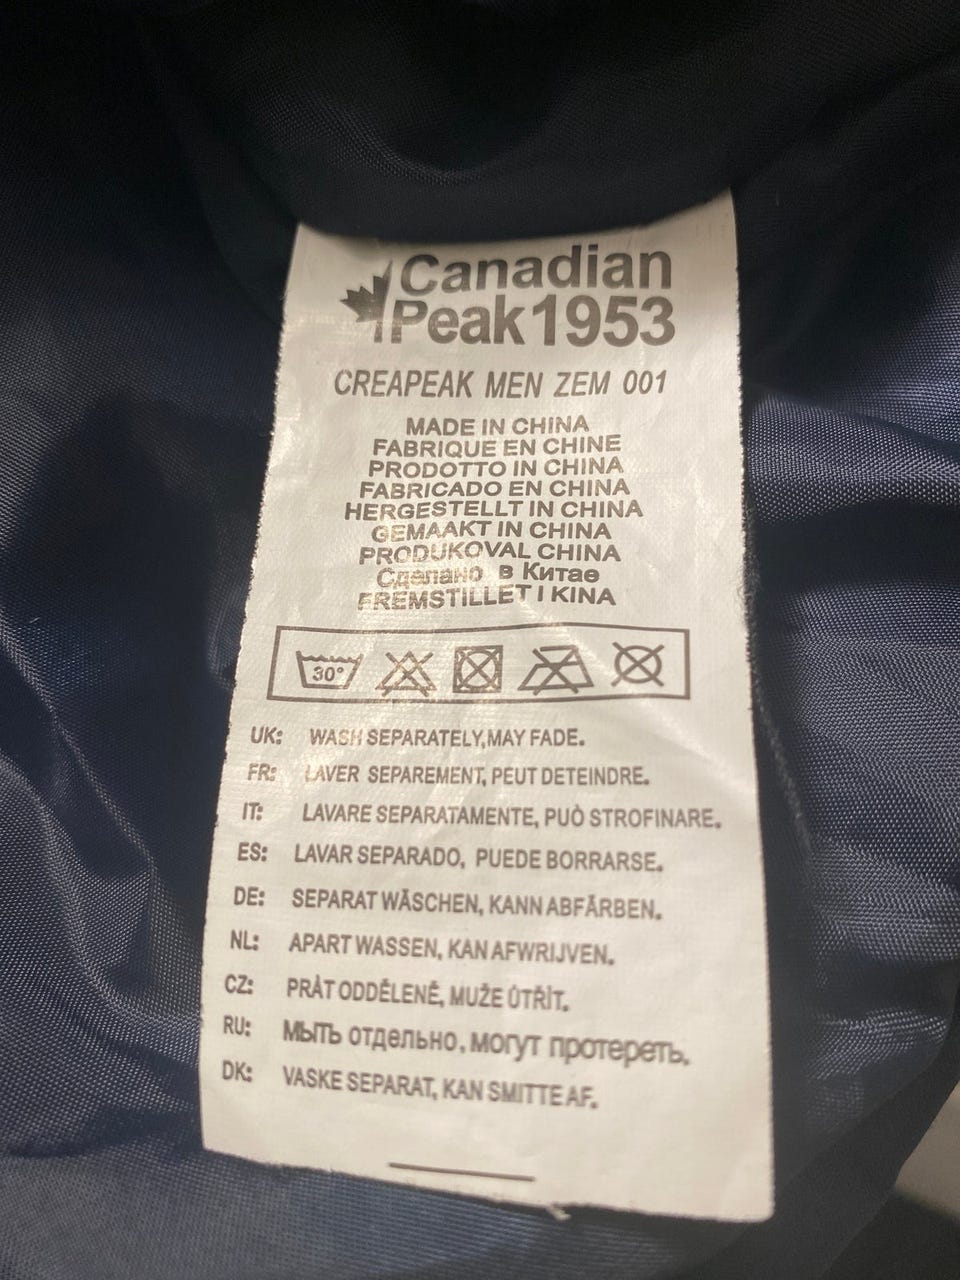 Canadian
Peak1953
CREAPEAK MEN ZEM 001
MADE IN CHINA
FABRIQUE EN CHINE
PRODOTTO IN CHINA
FABRICADO EN CHINA
HERGESTELLT IN CHINA
GEMAAKT IN CHINA
PRODUKOVAL CHINA
Сделано в Китае
FREMSTILLET I KINA
30°
UK: WASH SEPARATELY,MAY FADE.
FR: LAVER SEPAREMENT, PEUT DETEINDRE.
IT: LAVARE SEPARATAMENTE, PUÒ STROFINARE.
ES: LAVAR SEPARADO, PUEDE BORRARSE.
DE: SEPARAT WÄSCHEN, KANN ABFÄRBEN.
NL: APART WASSEN, KAN AFWRIJVEN.
CZ: PRÀT ODDĚLENĚ, MUŽE ÛTŘÍT.
RU: МЫТЬ ОТДЕЛЬНО, МОГУТ ПРОТЕРЕТЬ.
DK: VASKE SEPARAT, KAN SMITTE AF.